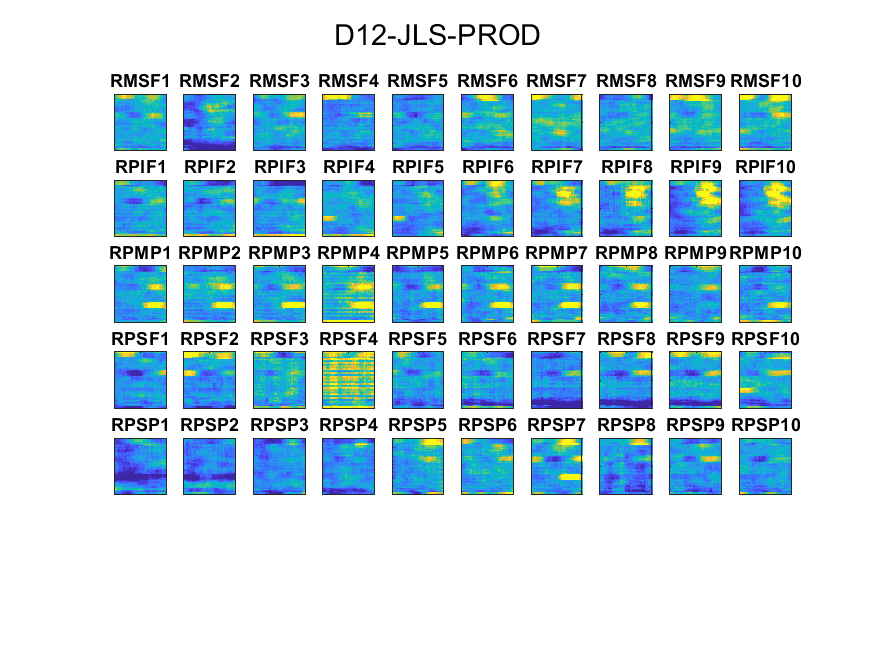 D12-JLS-PROD
RMSF1 RMSF2 RMSF3 RMSF4 RMSF5 RMSF6 RMSF7 RMSF8 RMSF9 RMSF10
RPIF1 RPIF2 RPIF3 RPIF4 RPIF5 RPIF6 RPIF7 RPIF8 RPIF9 RPIF10
RPMP1 RPMP2 RPMP3 RPMP4 RPMP5 RPMP6 RPMP7 RPMP8 RPMP9 RPMP10
RPSF1 RPSF2 RPSF3 RPSF4 RPSF5 RPSF6 RPSF7 RPSF8 RPSF9 RPSF10
RPSP1 RPSP2 RPSP3 RPSP4 RPSP5 RPSP6 RPSP7 RPSP8 RPSP9 RPSP10